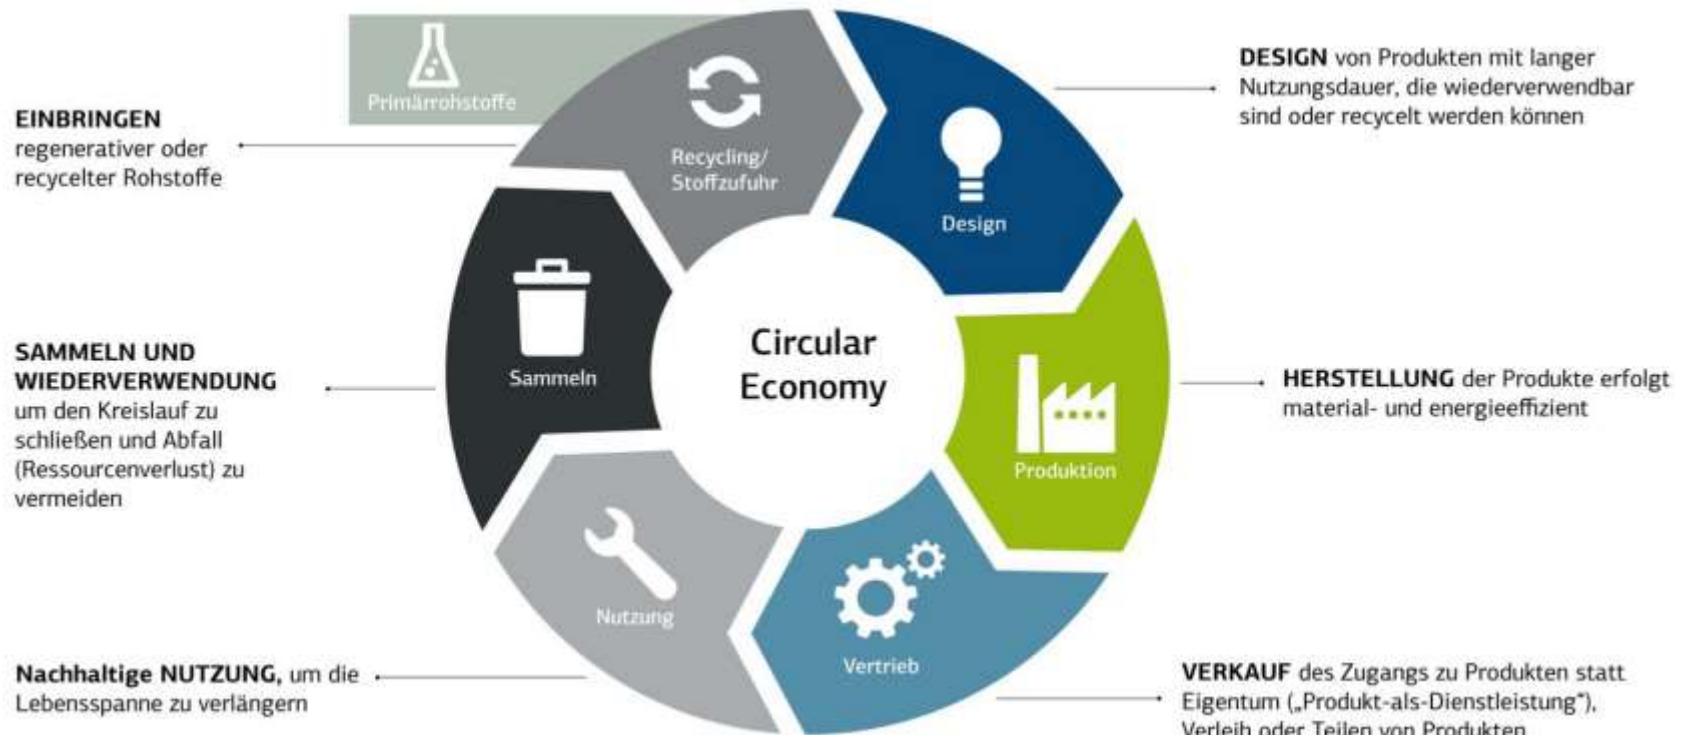 Primärrohstoffe
EINBRINGEN
regenerativer oder
recycelter Rohstoffe
Recycling/
Stoffzufuhr
DESIGN von Produkten mit langer
Nutzungsdauer, die wiederverwendbar
sind oder recycelt werden können
Design
SAMMELN UND
WIEDERVERWENDUNG
um den Kreislauf zu
schließen und Abfall
(Ressourcenverlust) zu
vermeiden
Sammeln
Circular
Economy
HERSTELLUNG der Produkte erfolgt
material- und energieeffizient
Produktion
Nachhaltige NUTZUNG, um die
Lebensspanne zu verlängern
Nutzung
Vertrieb
VERKAUF des Zugangs zu Produkten statt
Eigentum („Produkt-als-Dienstleistung“),
Verleih oder Teilen von Produkten